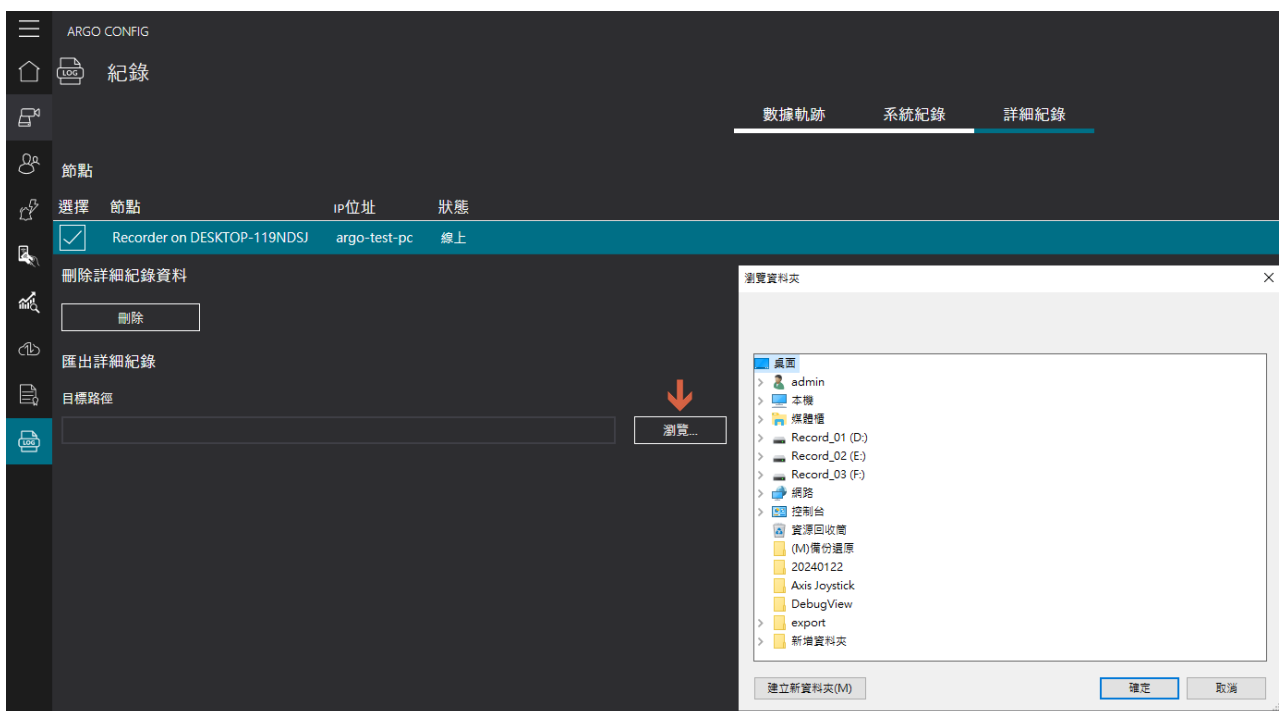 ARGO CONFIG
LOG 紀錄
數據軌跡 系統紀錄 詳細紀錄
節點
選擇 節點 IP位址 狀態
Recorder on DESKTOP-119NDSJ argo-test-pc 線上
刪除詳細紀錄資料
刪除
匯出詳細紀錄
目標路徑
瀏覽...
LOG
瀏覽資料夾
桌面
admin
本機
媒體櫃
Record_01 (D:)
Record_02 (E:)
Record_03 (F:)
網路
控制台
資源回收筒
(M)備份還原
20240122
Axis Joystick
DebugView
export
新增資料夾
建立新資料夾(M) 確定 取消